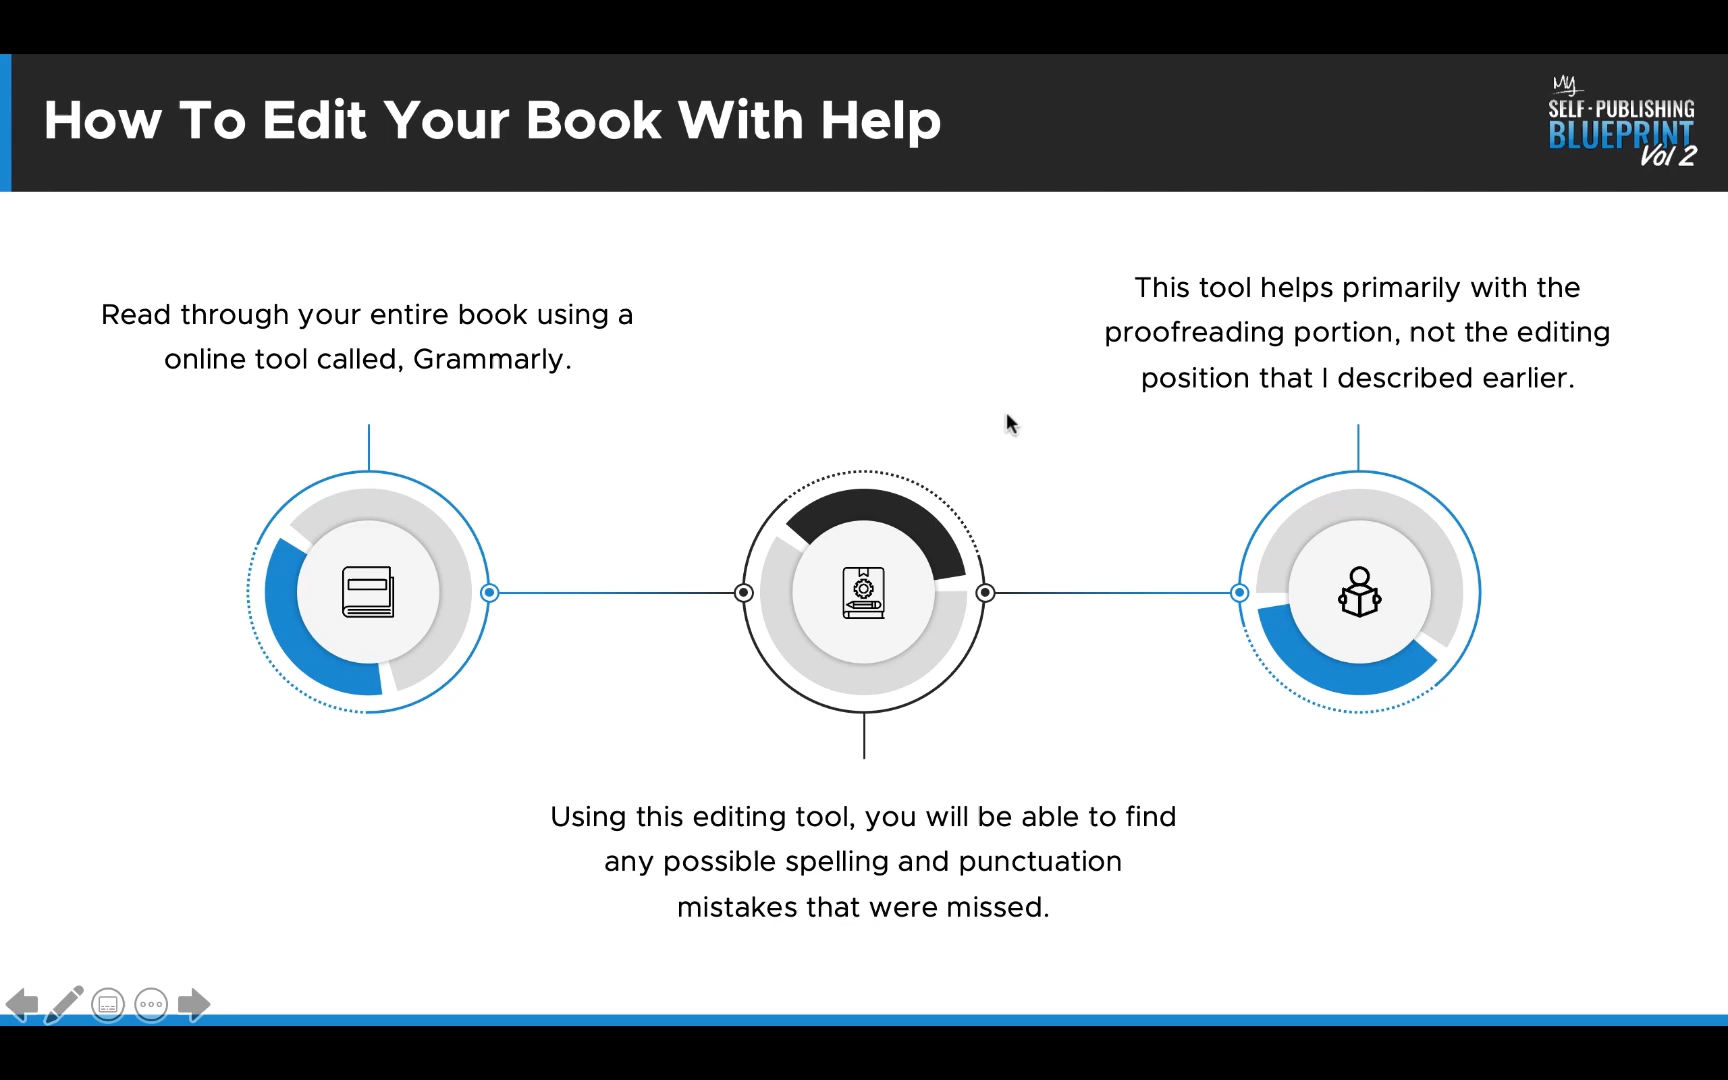 How To Edit Your Book With Help
My
SELF-PUBLISHING
BLUEPRINT
Vol 2
Read through your entire book using a
online tool called, Grammarly.
This tool helps primarily with the
proofreading portion, not the editing
position that I described earlier.
Using this editing tool, you will be able to find
any possible spelling and punctuation
mistakes that were missed.